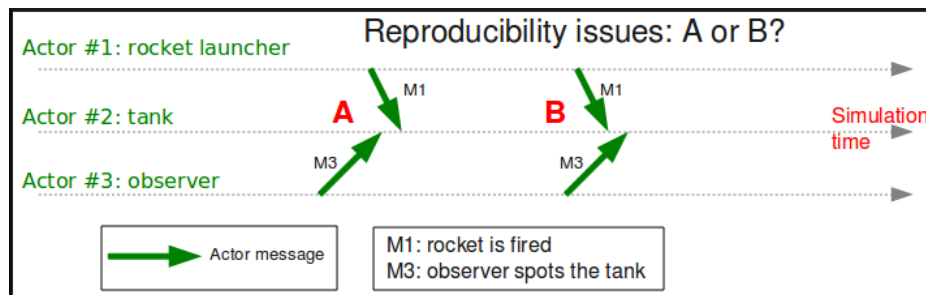 Reproducibility issues: A or B?
Actor #1: rocket launcher
M1
M1
A
B
Actor #2: tank
Simulation
time
M3
M3
Actor #3: observer
Actor message
M1: rocket is fired
M3: observer spots the tank